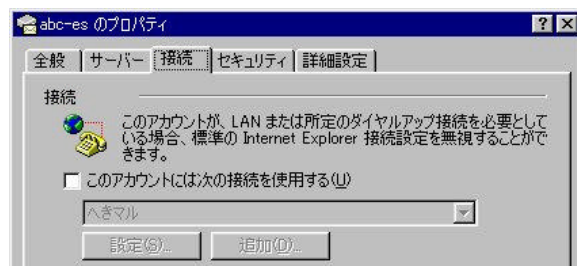 abc-es のプロパティ
全般 サーバー 接続 セキュリティ 詳細設定
接続
このアカウントが、LAN または所定のダイヤルアップ接続を必要として
いる場合、標準の Internet Explorer 接続設定を無視することがで
きます。
このアカウントには次の接続を使用する(U)
へきマル
設定(S)... 追加(D)...